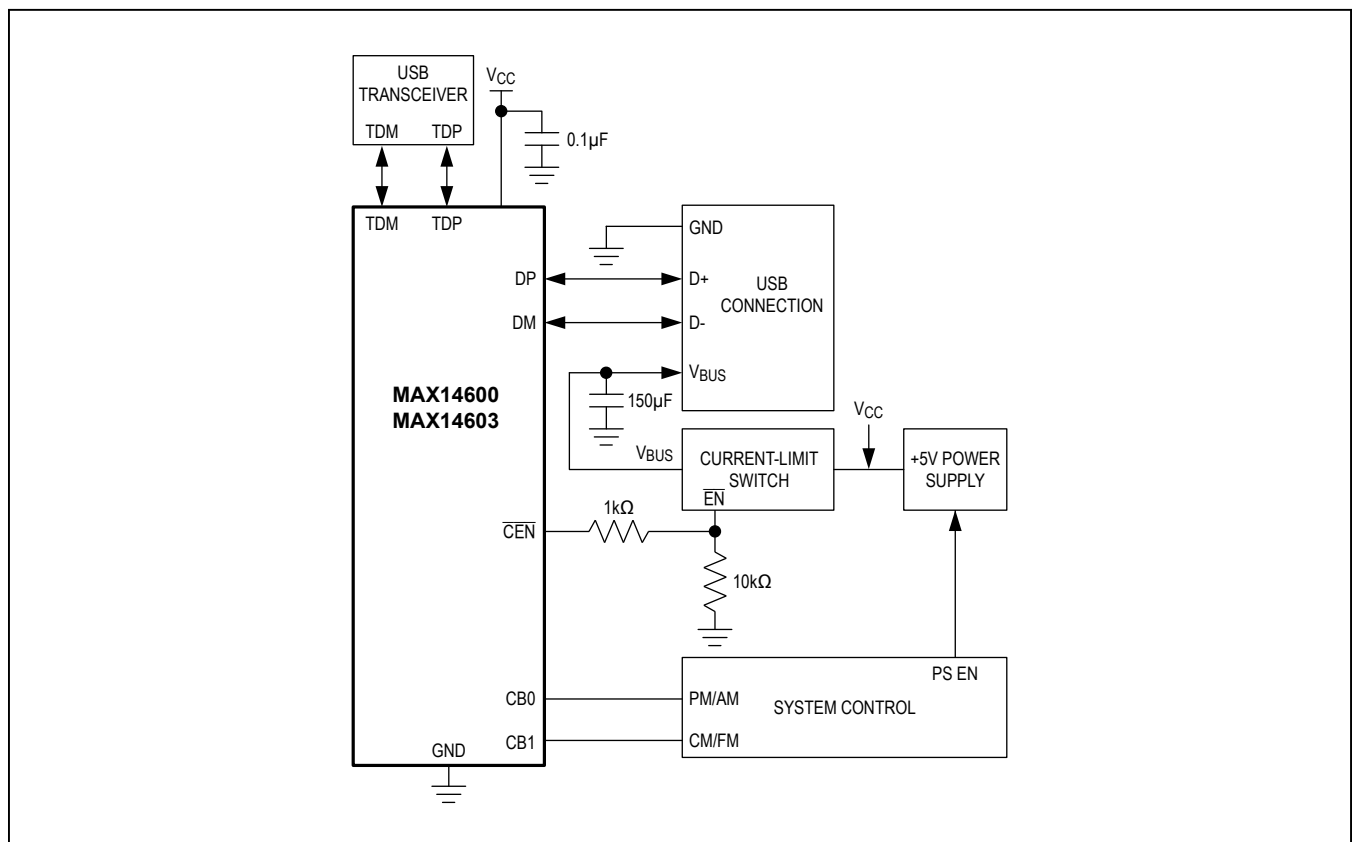 USB
TRANSCEIVER
TDM TDP
VCC
0.1µF
TDM TDP
DP
DM
MAX14600
MAX14603
CEN
CB0
CB1
GND
GND
D+
D-
VBUS
USB
CONNECTION
150µF
VBUS
CURRENT-LIMIT
SWITCH
EN
VCC
+5V POWER
SUPPLY
1kΩ
10kΩ
PS EN
PM/AM
CM/FM
SYSTEM CONTROL